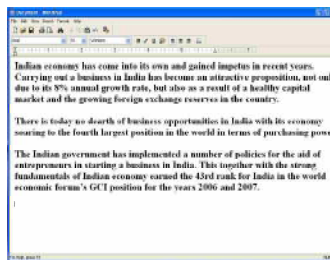 Indian economy has come into its own and gained impetus in recent years.
Carrying out a business in India has become an attractive proposition, not onl
due to its 8% annual growth rate, but also as a result of a healthy capital
market and the growing foreign exchange reserves in the country.
There is today no dearth of business opportunities in India with its economy
soaring to the fourth largest position in the world in terms of purchasing powe
The Indian government has implemented a number of policies for the aid of
entrepreneurs in starting a business in India. This together with the strong
fundamentals of Indian economy earned the 43rd rank for India in the world
economic forum's GCI position for the years 2006 and 2007.